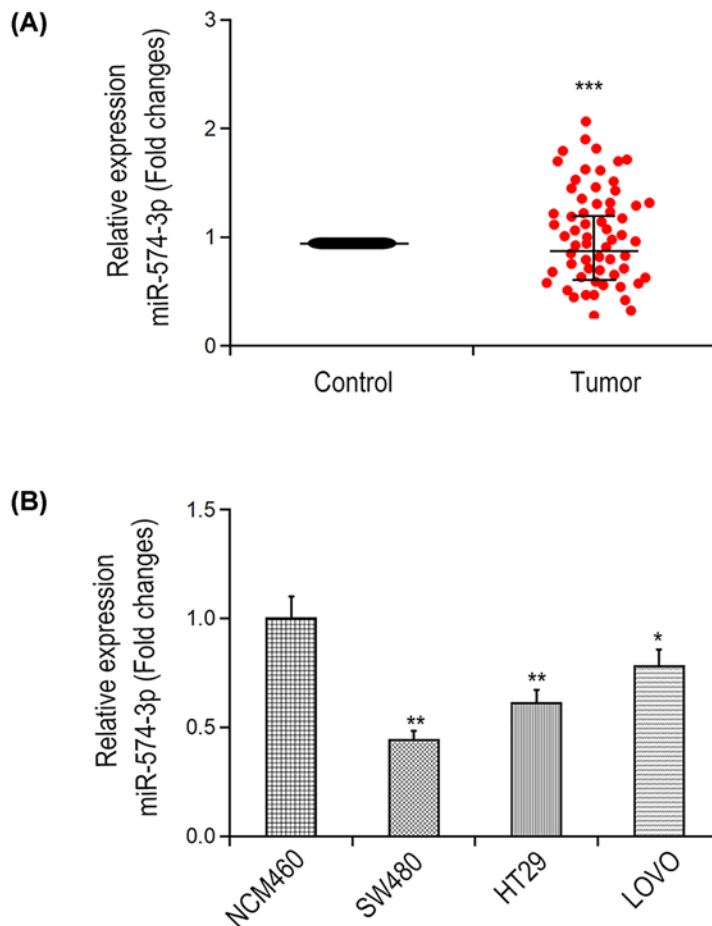 (A)
Relative expression
miR-574-3p (Fold changes)
3
2
1
0
***
Control Tumor
(B)
Relative expression
miR-574-3p (Fold changes)
1.5
1.0
0.5
0.0
** ** *
NCM460 SW480 HT29 LOVO